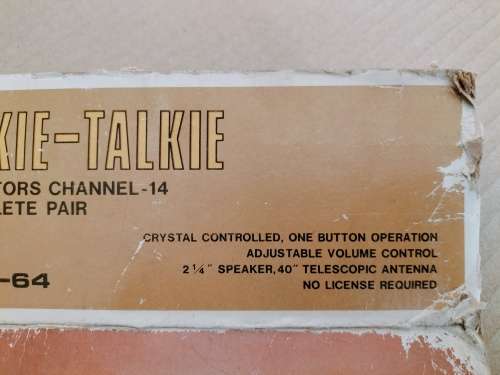 KIE-TALKIE
TORS CHANNEL-14
LETE PAIR
CRYSTAL CONTROLLED, ONE BUTTON OPERATION
ADJUSTABLE VOLUME CONTROL
2¼" SPEAKER, 40" TELESCOPIC ANTENNA
NO LICENSE REQUIRED
-64